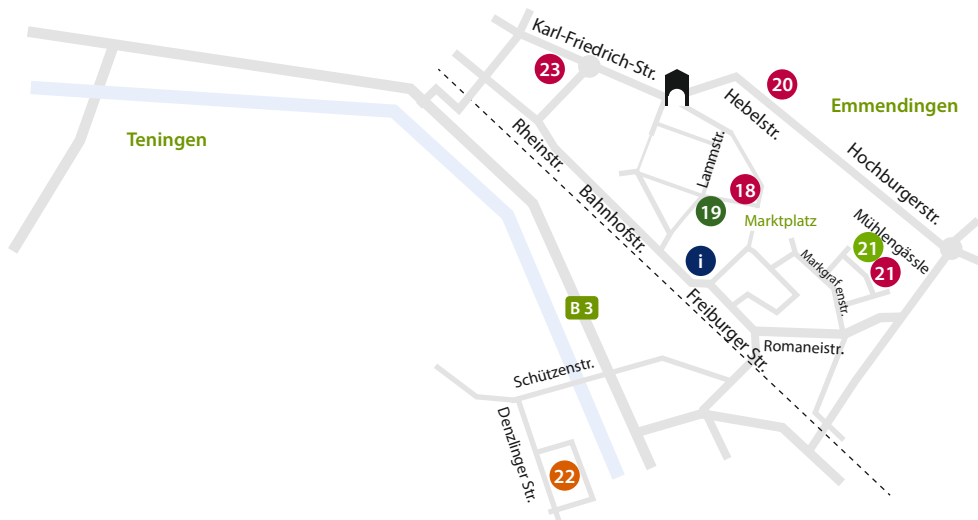 Karl-Friedrich-Str.
23
20
Hebelstr.
Emmendingen
Teningen
Rheinstr.
Lammstr.
Hochburgerstr.
18
19
Bahnhofstr.
Marktplatz
Mühlengässle
21
21
i
Markgrafenstr.
B 3
Freiburger Str.
Romaneistr.
Schützenstr.
Denzlinger Str.
22